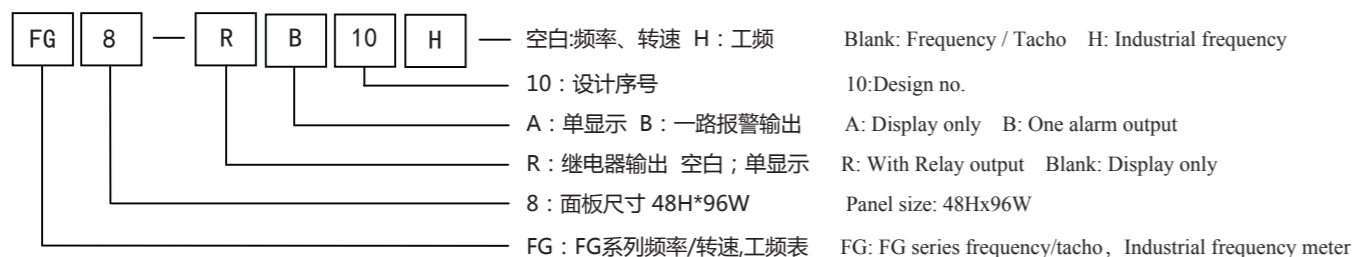 FG 8 — R B 10 H — 空白:频率、转速 H：工频 Blank: Frequency / Tacho H: Industrial frequency
10：设计序号 10:Design no.
A：单显示 B：一路报警输出 A: Display only B: One alarm output
R：继电器输出 空白；单显示 R: With Relay output Blank: Display only
8：面板尺寸 48H*96W Panel size: 48Hx96W
FG：FG系列频率/转速,工频表 FG: FG series frequency/tacho，Industrial frequency meter